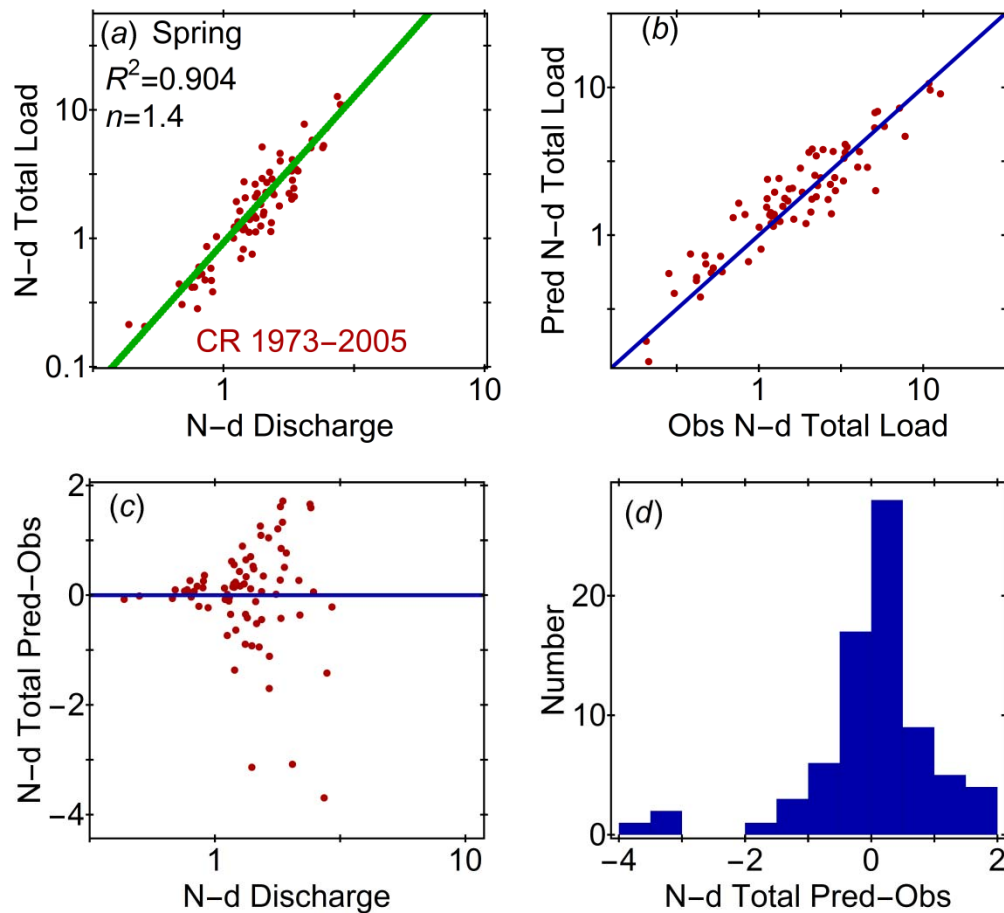 (a) Spring
R²=0.904
n=1.4
N-d Total Load
10
1
0.1
CR 1973-2005
1
10
N-d Discharge
(b)
Pred N-d Total Load
10
1
1
10
Obs N-d Total Load
(c)
N-d Total Pred-Obs
2
0
-2
-4
1
10
N-d Discharge
(d)
Number
20
10
0
-4
-2
0
2
N-d Total Pred-Obs